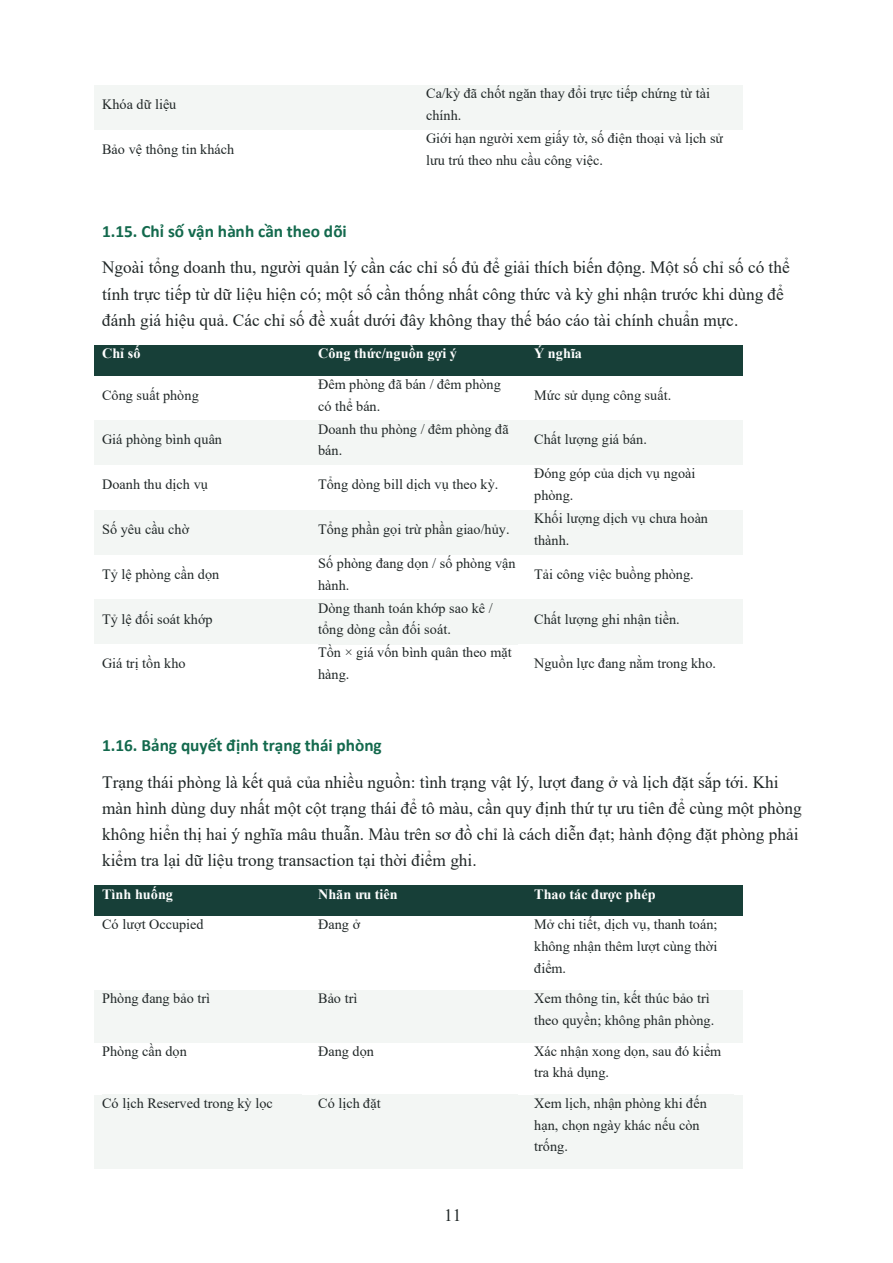 Khóa dữ liệu
Ca/kỳ đã chốt ngăn thay đổi trực tiếp chứng từ tài
chính.
Bảo vệ thông tin khách
Giới hạn người xem giấy tờ, số điện thoại và lịch sử
lưu trú theo nhu cầu công việc.
1.15. Chỉ số vận hành cần theo dõi
Ngoài tổng doanh thu, người quản lý cần các chỉ số đủ để giải thích biến động. Một số chỉ số có thể
tính trực tiếp từ dữ liệu hiện có; một số cần thống nhất công thức và kỳ ghi nhận trước khi dùng để
đánh giá hiệu quả. Các chỉ số đề xuất dưới đây không thay thế báo cáo tài chính chuẩn mực.
Chỉ số
Công thức/nguồn gợi ý
Ý nghĩa
Công suất phòng
Đêm phòng đã bán / đêm phòng
có thể bán.
Mức sử dụng công suất.
Giá phòng bình quân
Doanh thu phòng / đêm phòng đã
bán.
Chất lượng giá bán.
Doanh thu dịch vụ
Tổng dòng bill dịch vụ theo kỳ.
Đóng góp của dịch vụ ngoài
phòng.
Số yêu cầu chờ
Tổng phần gọi trừ phần giao/hủy.
Khối lượng dịch vụ chưa hoàn
thành.
Tỷ lệ phòng cần dọn
Số phòng đang dọn / số phòng vận
hành.
Tải công việc buồng phòng.
Tỷ lệ đối soát khớp
Dòng thanh toán khớp sao kê /
tổng dòng cần đối soát.
Chất lượng ghi nhận tiền.
Giá trị tồn kho
Tồn × giá vốn bình quân theo mặt
hàng.
Nguồn lực đang nằm trong kho.
1.16. Bảng quyết định trạng thái phòng
Trạng thái phòng là kết quả của nhiều nguồn: tình trạng vật lý, lượt đang ở và lịch đặt sắp tới. Khi
màn hình dùng duy nhất một cột trạng thái để tô màu, cần quy định thứ tự ưu tiên để cùng một phòng
không hiển thị hai ý nghĩa mâu thuẫn. Màu trên sơ đồ chỉ là cách diễn đạt; hành động đặt phòng phải
kiểm tra lại dữ liệu trong transaction tại thời điểm ghi.
Tình huống
Nhãn ưu tiên
Thao tác được phép
Có lượt Occupied
Đang ở
Mở chi tiết, dịch vụ, thanh toán;
không nhận thêm lượt cùng thời
điểm.
Phòng đang bảo trì
Bảo trì
Xem thông tin, kết thúc bảo trì
theo quyền; không phân phòng.
Phòng cần dọn
Đang dọn
Xác nhận xong dọn, sau đó kiểm
tra khả dụng.
Có lịch Reserved trong kỳ lọc
Có lịch đặt
Xem lịch, nhận phòng khi đến
hạn, chọn ngày khác nếu còn
trống.
11